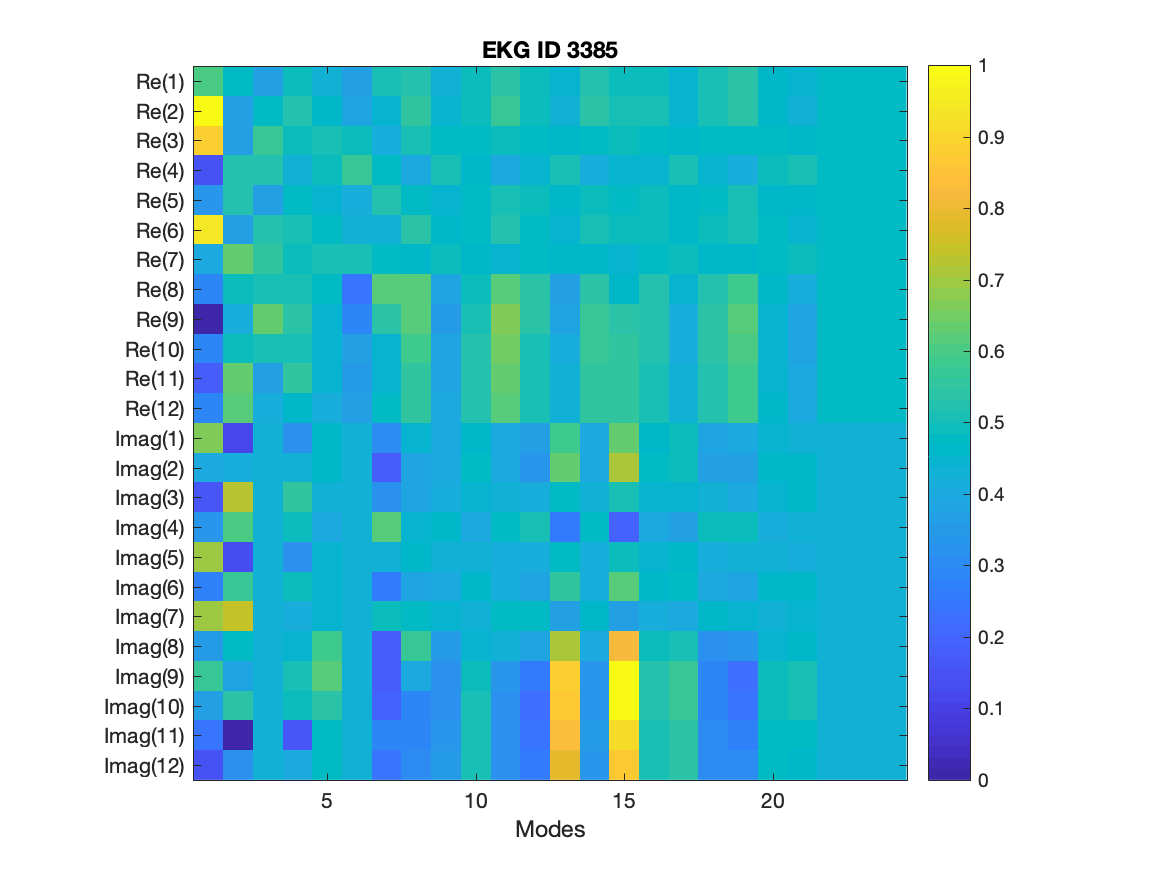 EKG ID 3385
Re(1)
Re(2)
Re(3)
Re(4)
Re(5)
Re(6)
Re(7)
Re(8)
Re(9)
Re(10)
Re(11)
Re(12)
Imag(1)
Imag(2)
Imag(3)
Imag(4)
Imag(5)
Imag(6)
Imag(7)
Imag(8)
Imag(9)
Imag(10)
Imag(11)
Imag(12)
5 10 15 20
Modes
1
0.9
0.8
0.7
0.6
0.5
0.4
0.3
0.2
0.1
0